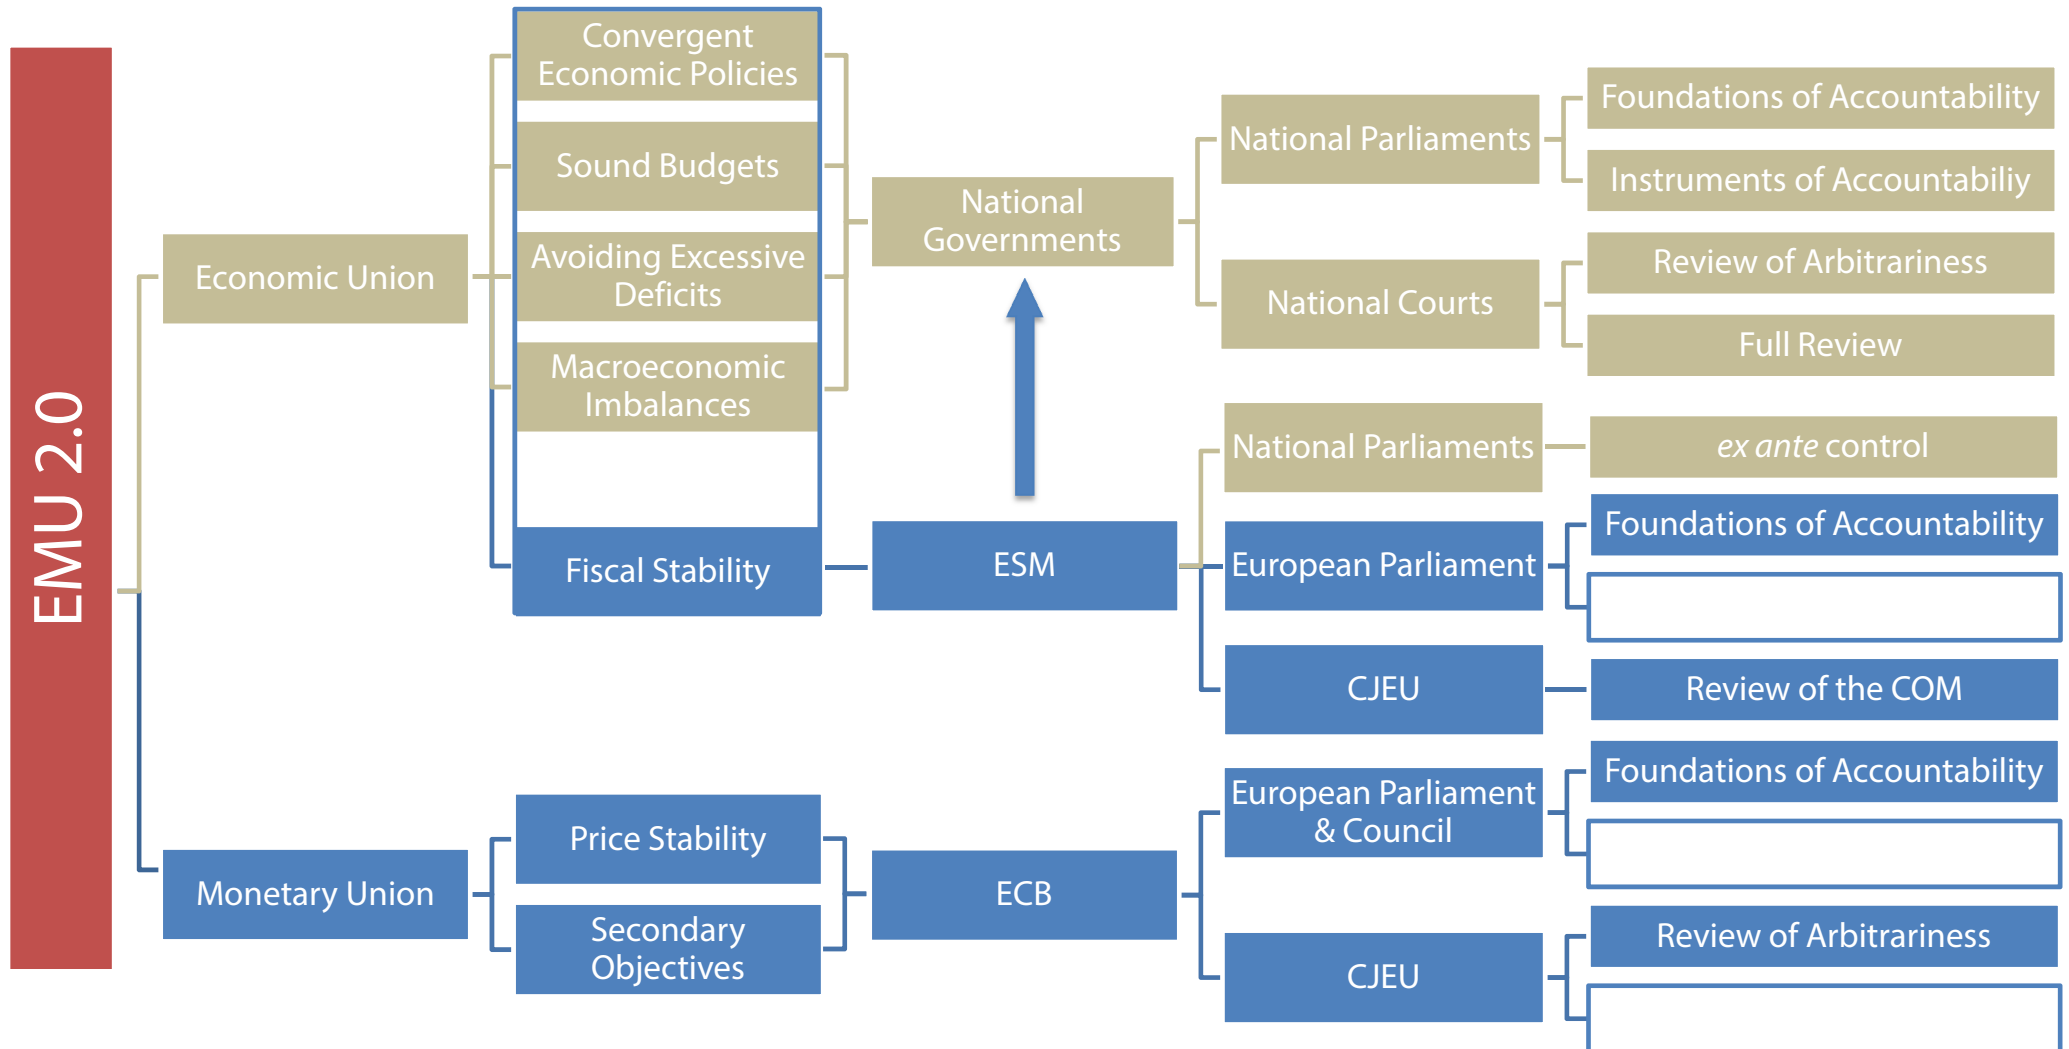 EMU 2.0
Economic Union
Monetary Union
Convergent
Economic Policies
Sound Budgets
Avoiding Excessive
Deficits
Macroeconomic
Imbalances
Fiscal Stability
Price Stability
Secondary
Objectives
National
Governments
ESM
ECB
National Parliaments
National Courts
National Parliaments
European Parliament
CJEU
European Parliament
& Council
CJEU
Foundations of Accountability
Instruments of Accountabiliy
Review of Arbitrariness
Full Review
ex ante control
Foundations of Accountability
Review of the COM
Foundations of Accountability
Review of Arbitrariness